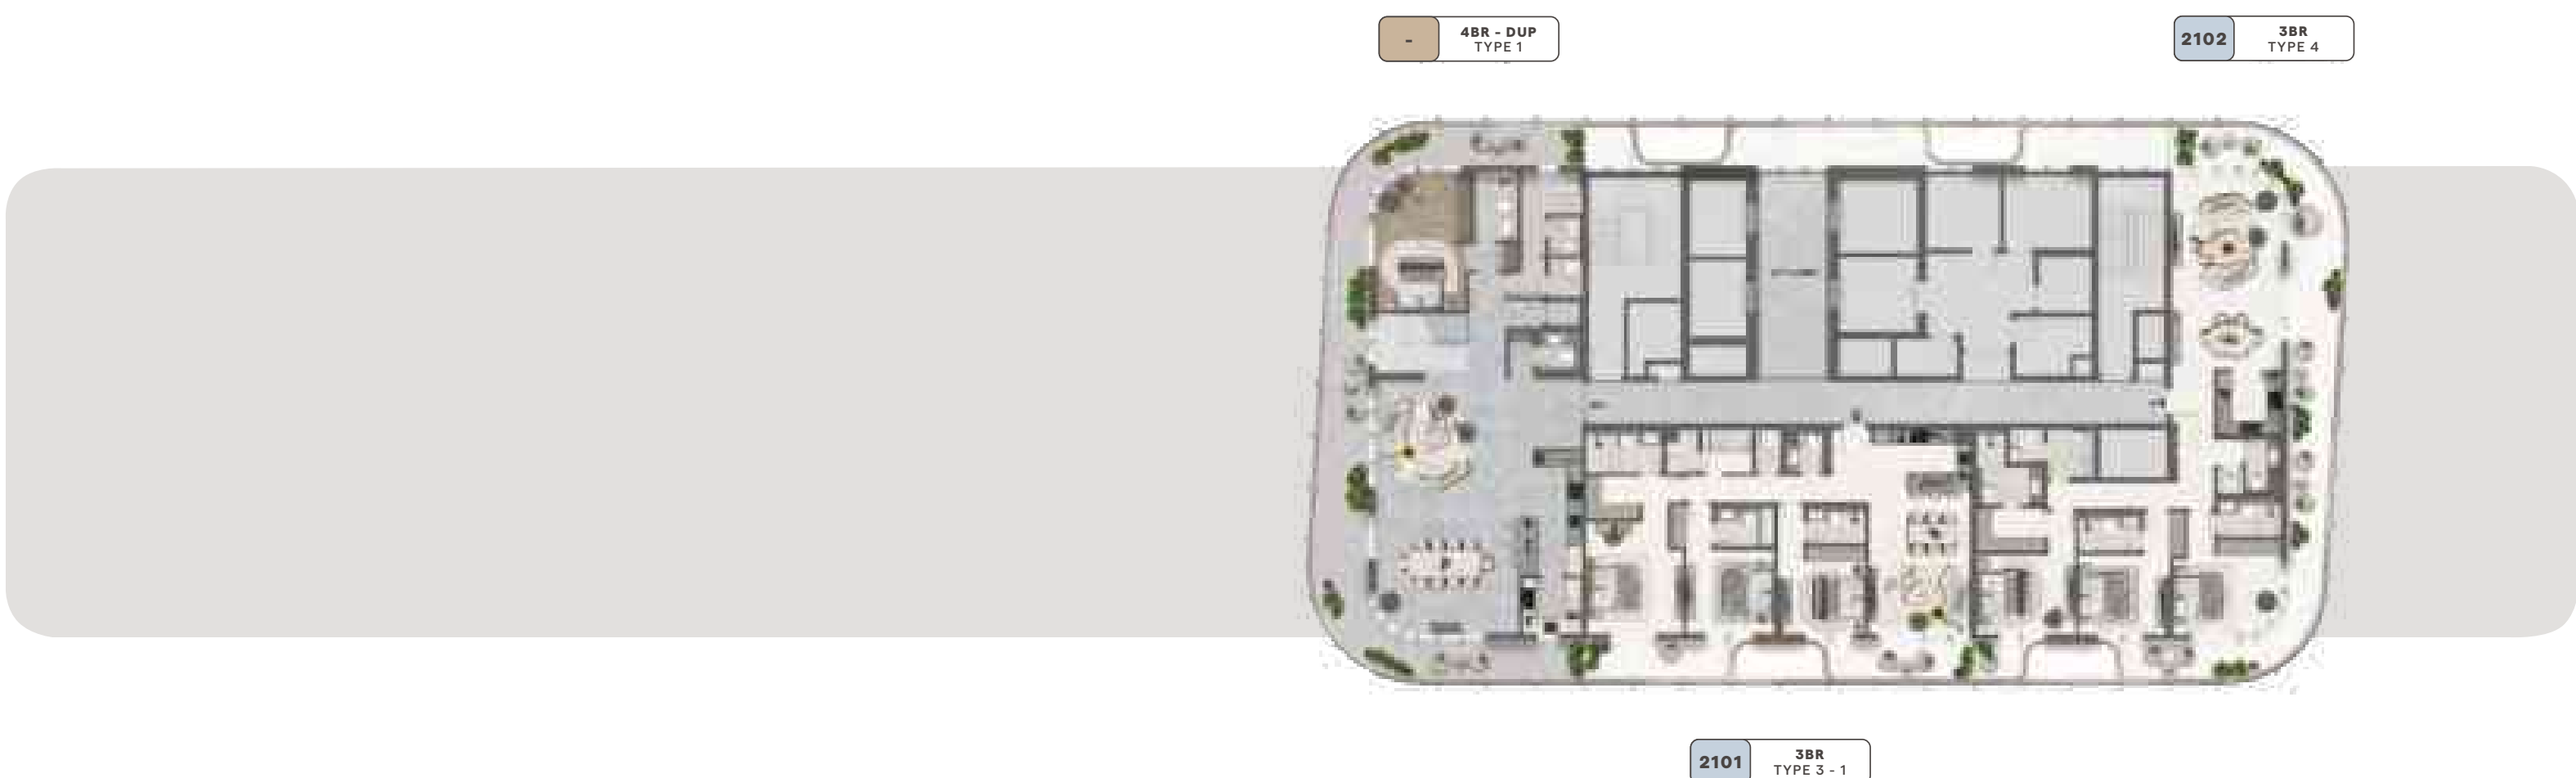 -
4BR - DUP
TYPE 1
2102
3BR
TYPE 4
2101
3BR
TYPE 3 - 1